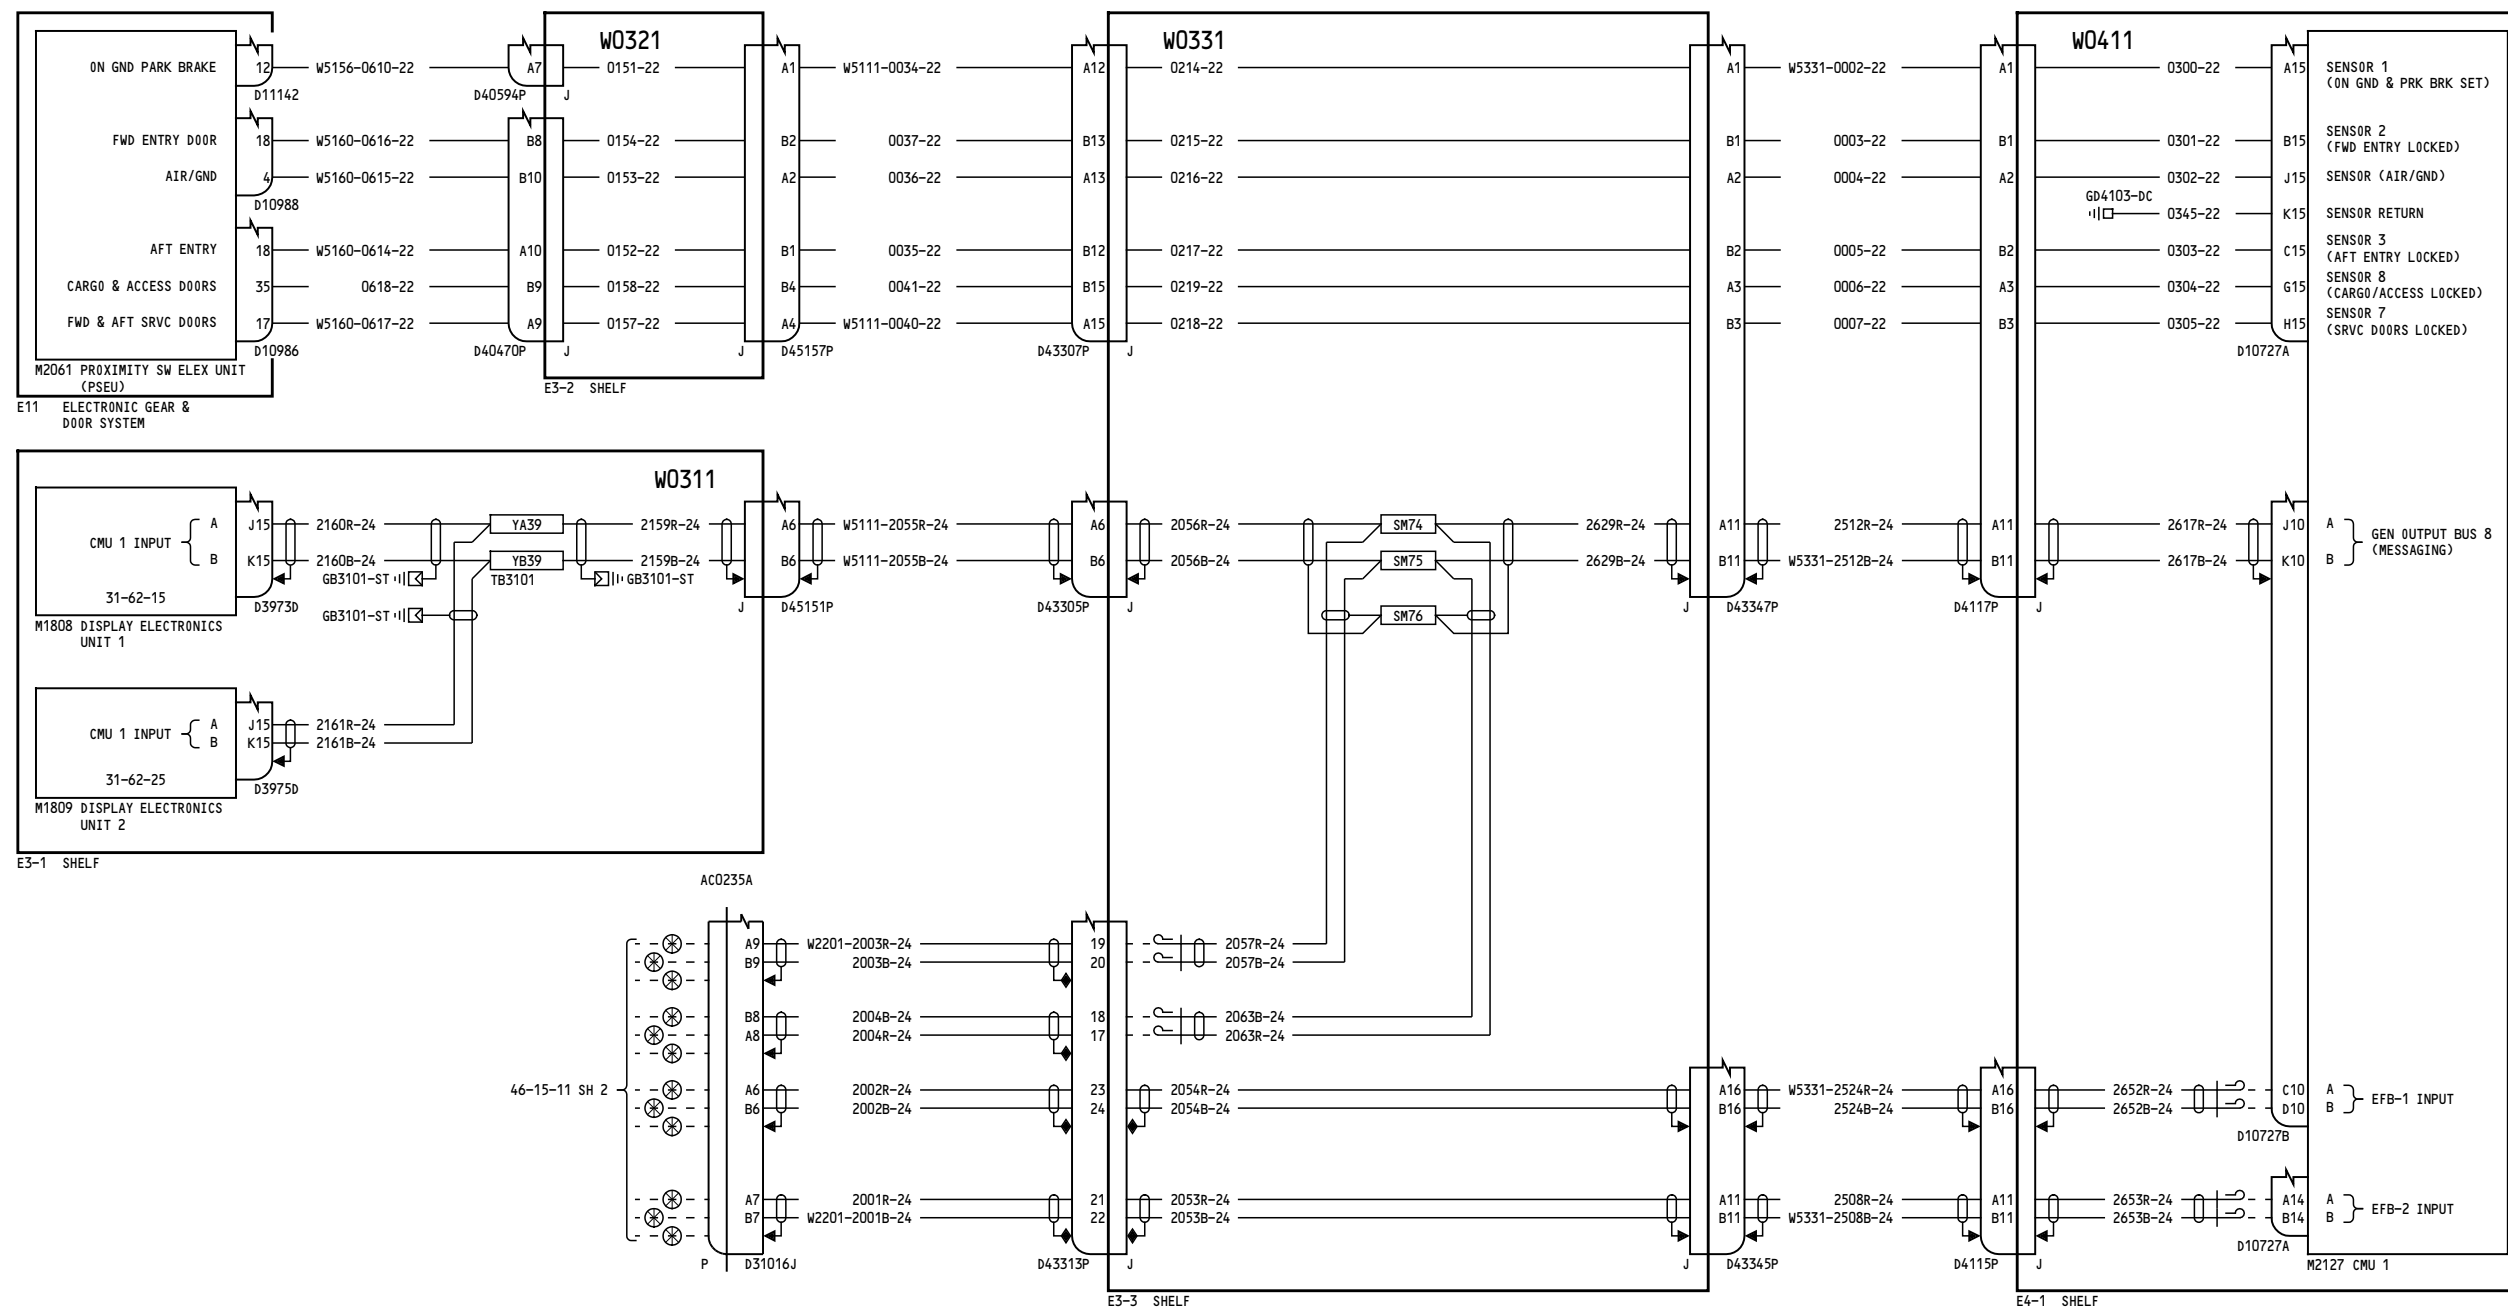 W0321
W0331
W0411
ON GND PARK BRAKE 12 W5156-0610-22 A7 0151-22 A1 W5111-0034-22 A12 0214-22 A1 W5331-0002-22 A1 0300-22 A15 SENSOR 1
(ON GND & PRK BRK SET)
D11142 D40594P J
FWD ENTRY DOOR 18 W5160-0616-22 B8 0154-22 B2 0037-22 B13 0215-22 B1 0003-22 B1 0301-22 B15 SENSOR 2
(FWD ENTRY LOCKED)
AIR/GND 4 W5160-0615-22 B10 0153-22 A2 0036-22 A13 0216-22 A2 0004-22 A2 0302-22 J15 SENSOR (AIR/GND)
D10988 GD4103-DC
0345-22 K15 SENSOR RETURN
AFT ENTRY 18 W5160-0614-22 A10 0152-22 B1 0035-22 B12 0217-22 B2 0005-22 B2 0303-22 C15 SENSOR 3
(AFT ENTRY LOCKED)
CARGO & ACCESS DOORS 35 0618-22 B9 0158-22 B4 0041-22 B15 0219-22 A3 0006-22 A3 0304-22 G15 SENSOR 8
(CARGO/ACCESS LOCKED)
FWD & AFT SRVC DOORS 17 W5160-0617-22 A9 0157-22 A4 W5111-0040-22 A15 0218-22 B3 0007-22 B3 0305-22 H15 SENSOR 7
(SRVC DOORS LOCKED)
D10986 D40470P J J D45157P D43307P J D10727A
M2061 PROXIMITY SW ELEX UNIT
(PSEU)
E3-2 SHELF
E11 ELECTRONIC GEAR &
DOOR SYSTEM
W0311
A J15 2160R-24 YA39 2159R-24 A6 W5111-2055R-24 A6 2056R-24 SM74 2629R-24 A11 2512R-24 A11 2617R-24 J10 A
CMU 1 INPUT
GEN OUTPUT BUS 8
(MESSAGING)
B K15 2160B-24 YB39 2159B-24 B6 W5111-2055B-24 B6 2056B-24 SM75 2629B-24 B11 W5331-2512B-24 B11 2617B-24 K10 B
GB3101-ST TB3101 GB3101-ST
31-62-15
D3973D J D45151P D43305P J J D43347P D4117P J
GB3101-ST SM76
M1808 DISPLAY ELECTRONICS
UNIT 1
A J15 2161R-24
CMU 1 INPUT
B K15 2161B-24
31-62-25
D3975D
M1809 DISPLAY ELECTRONICS
UNIT 2
E3-1 SHELF
AC0235A
A9 W2201-2003R-24 19 2057R-24
B9 2003B-24 20 2057B-24
B8 2004B-24 18 2063B-24
A8 2004R-24 17 2063R-24
46-15-11 SH 2
A6 2002R-24 23 2054R-24 A16 W5331-2524R-24 A16 2652R-24 C10 A
EFB-1 INPUT
B6 2002B-24 24 2054B-24 B16 2524B-24 B16 2652B-24 D10 B
D10727B
A7 2001R-24 21 2053R-24 A11 2508R-24 A11 2653R-24 A14 A
EFB-2 INPUT
B7 W2201-2001B-24 22 2053B-24 B11 W5331-2508B-24 B11 2653B-24 B14 B
D10727A
P D31016J D43313P J J D43345P D4115P J M2127 CMU 1
E3-3 SHELF
E4-1 SHELF